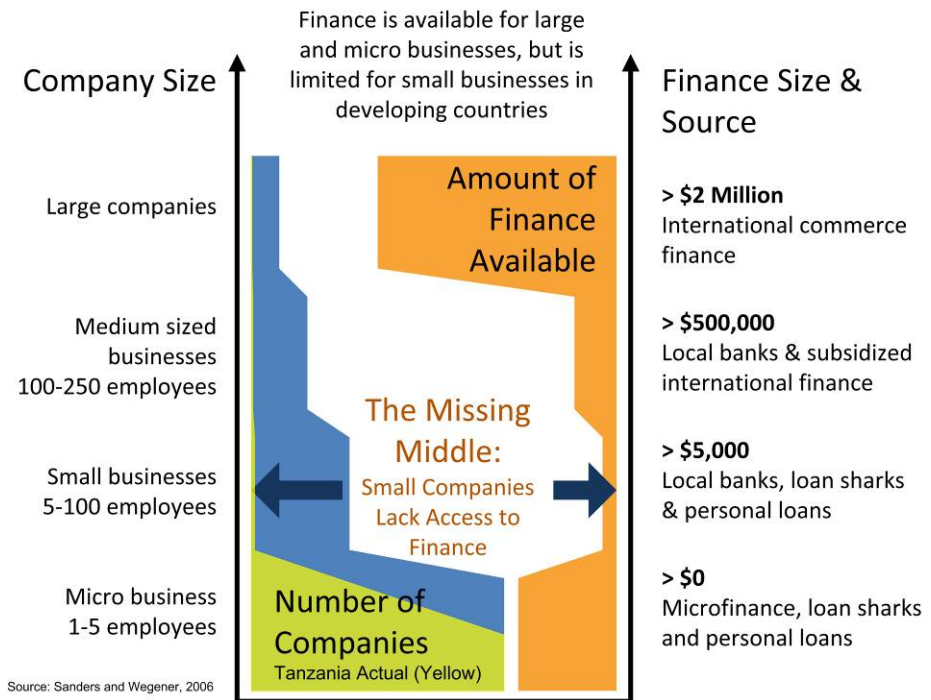 Finance is available for large
and micro businesses, but is
limited for small businesses in
developing countries
Company Size
Finance Size &
Source
Large companies
Amount of
Finance
Available
> $2 Million
International commerce
finance
Medium sized
businesses
100-250 employees
> $500,000
Local banks & subsidized
international finance
The Missing
Middle:
Small Companies
Lack Access to
Finance
Small businesses
5-100 employees
> $5,000
Local banks, loan sharks
& personal loans
Micro business
1-5 employees
Number of
Companies
Tanzania Actual (Yellow)
> $0
Microfinance, loan sharks
and personal loans
Source: Sanders and Wegener, 2006